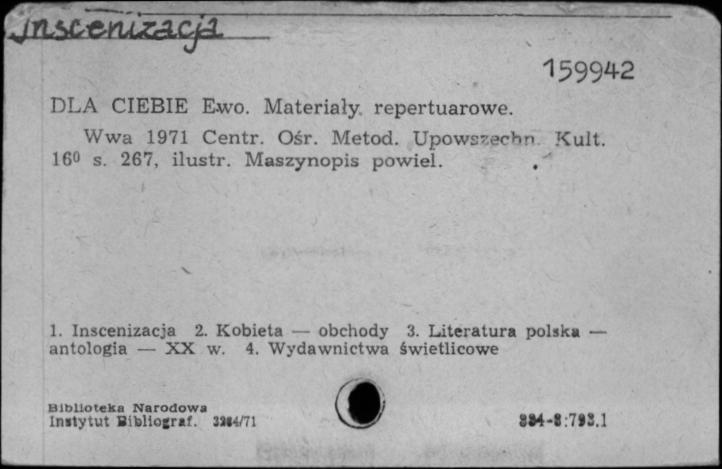 Inscenizacja
159942
DLA CIEBIE Ewo. Materiały repertuarowe.
Wwa 1971 Centr. Ośr. Metod. Upowszechn. Kult.
16⁰ s. 267, ilustr. Maszynopis powiel.
1. Inscenizacja 2. Kobieta — obchody 3. Literatura polska —
antologia — XX w. 4. Wydawnictwa świetlicowe
Biblioteka Narodowa
Instytut Bibliograf. 3264/71
884-8:793.1